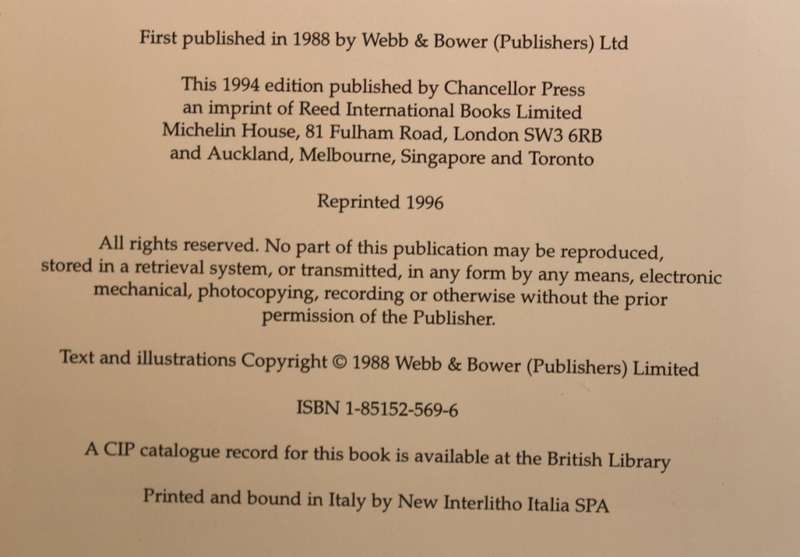 First published in 1988 by Webb & Bower (Publishers) Ltd
This 1994 edition published by Chancellor Press
an imprint of Reed International Books Limited
Michelin House, 81 Fulham Road, London SW3 6RB
and Auckland, Melbourne, Singapore and Toronto
Reprinted 1996
All rights reserved. No part of this publication may be reproduced,
stored in a retrieval system, or transmitted, in any form by any means, electronic
mechanical, photocopying, recording or otherwise without the prior
permission of the Publisher.
Text and illustrations Copyright © 1988 Webb & Bower (Publishers) Limited
ISBN 1-85152-569-6
A CIP catalogue record for this book is available at the British Library
Printed and bound in Italy by New Interlitho Italia SPA